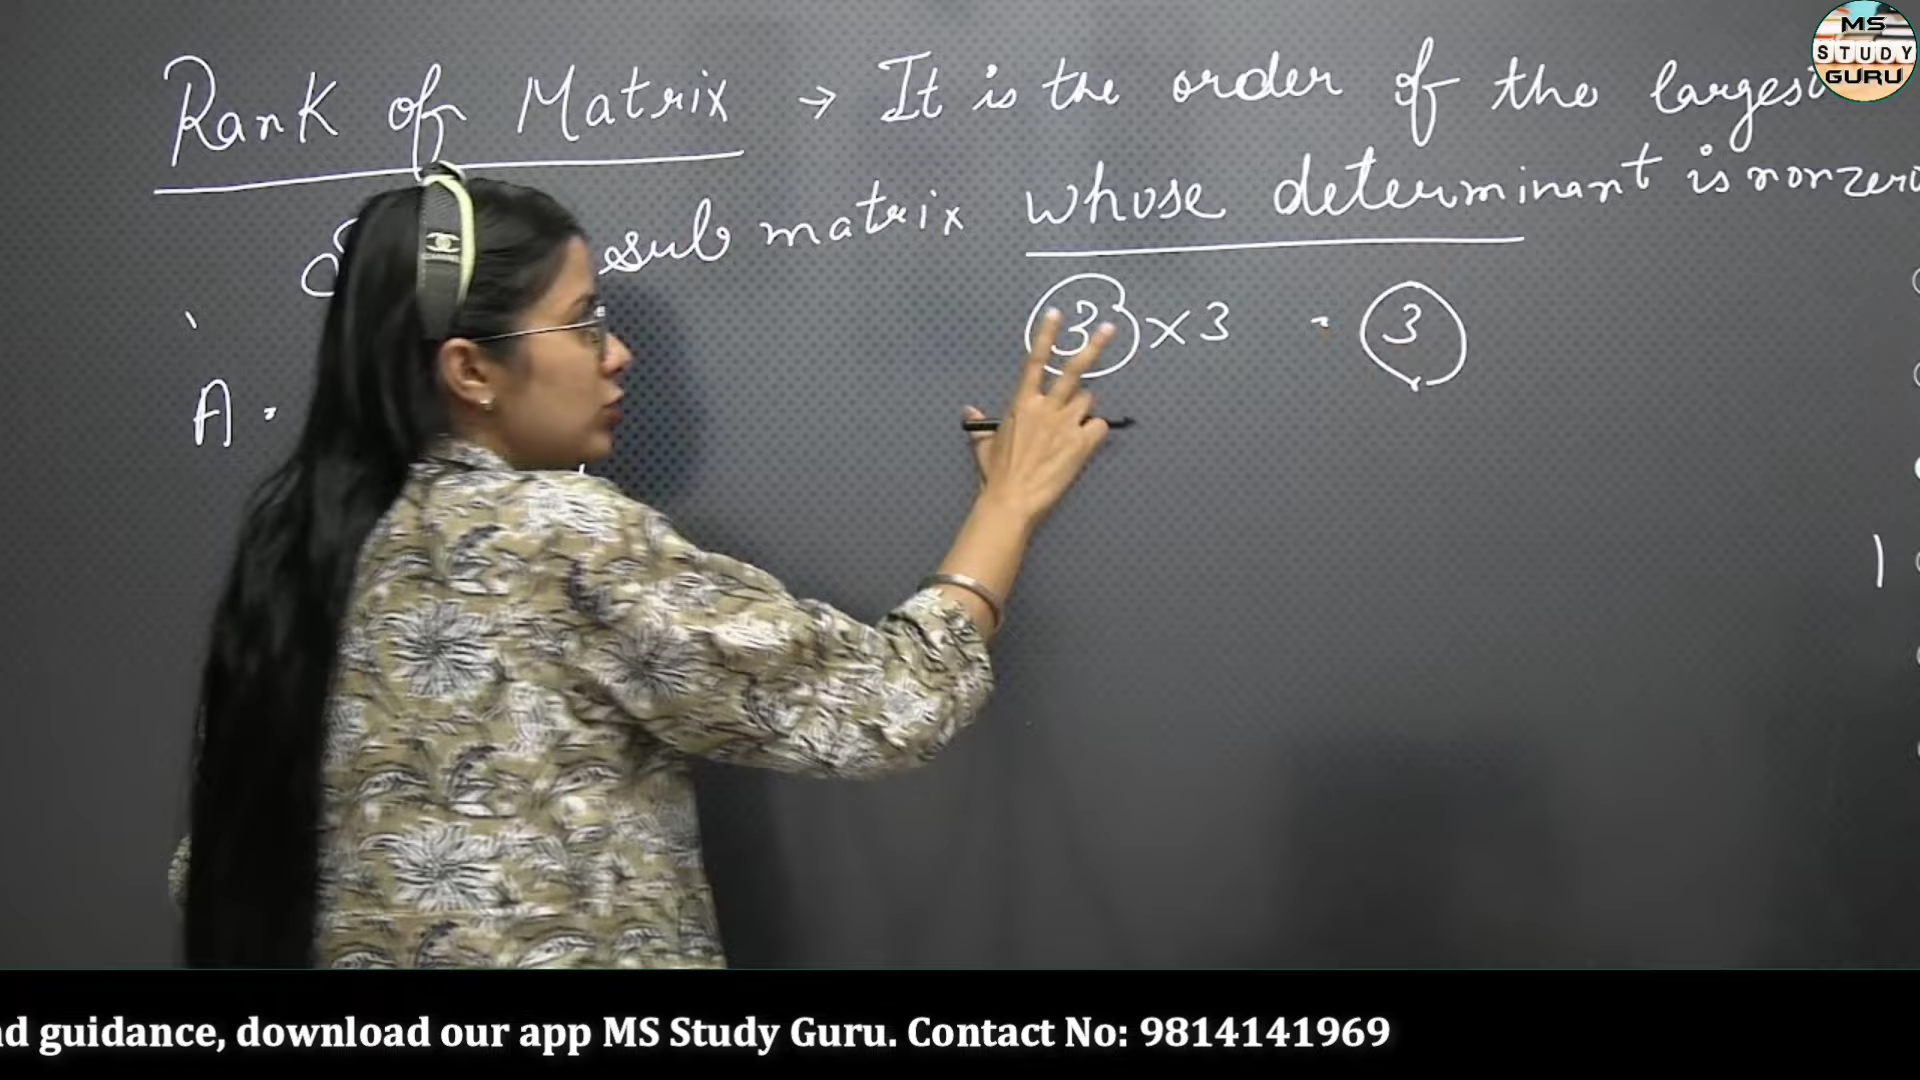 MS
STUDY
GURU
Rank of Matrix → It is the order of the largest
sub matrix whose determinant is nonzero
3 × 3 = 3
A =
nd guidance, download our app MS Study Guru. Contact No: 9814141969